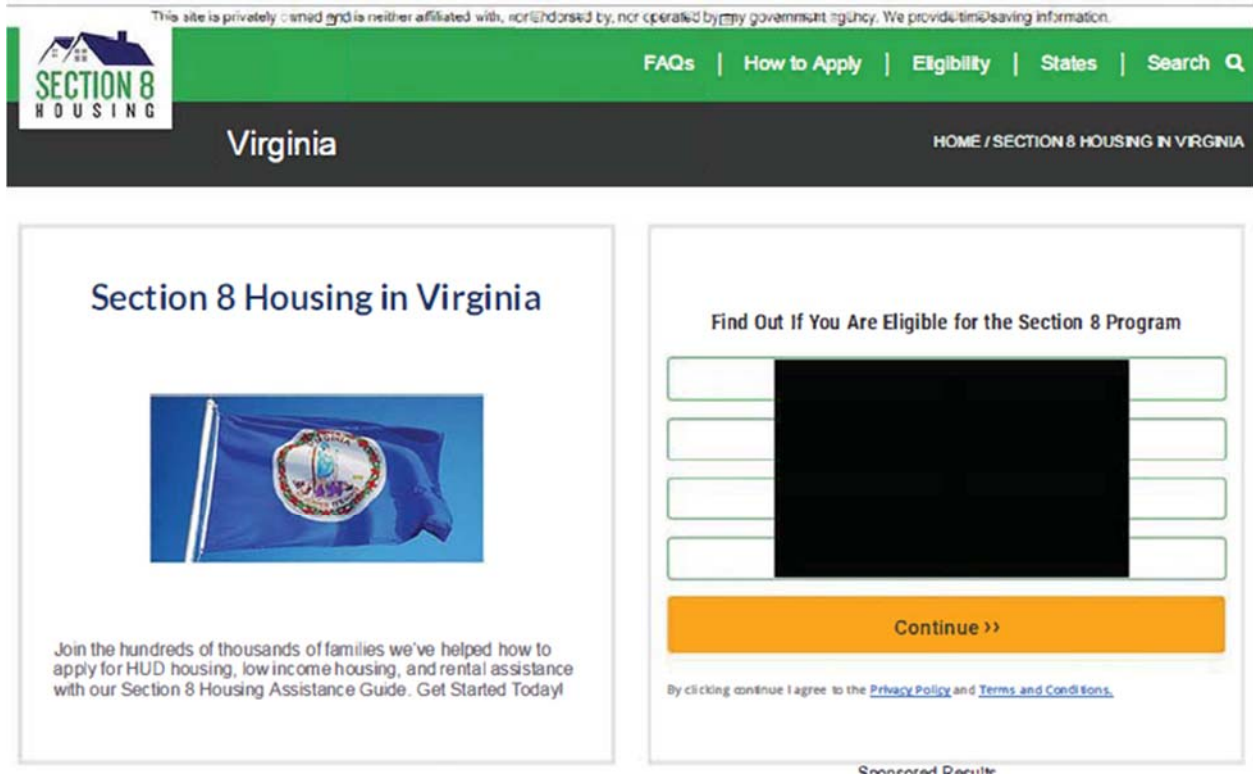 This site is privately owned and is neither affiliated with, nor endorsed by, nor operated by any government agency. We provide time saving information.
SECTION 8
HOUSING
FAQs | How to Apply | Eligibility | States | Search
Virginia
HOME / SECTION 8 HOUSING IN VIRGINIA
Section 8 Housing in Virginia
VIRGINIA
Join the hundreds of thousands of families we've helped how to
apply for HUD housing, low income housing, and rental assistance
with our Section 8 Housing Assistance Guide. Get Started Today!
Find Out If You Are Eligible for the Section 8 Program
Continue >>
By clicking continue I agree to the Privacy Policy and Terms and Conditions.
Sponsored Results